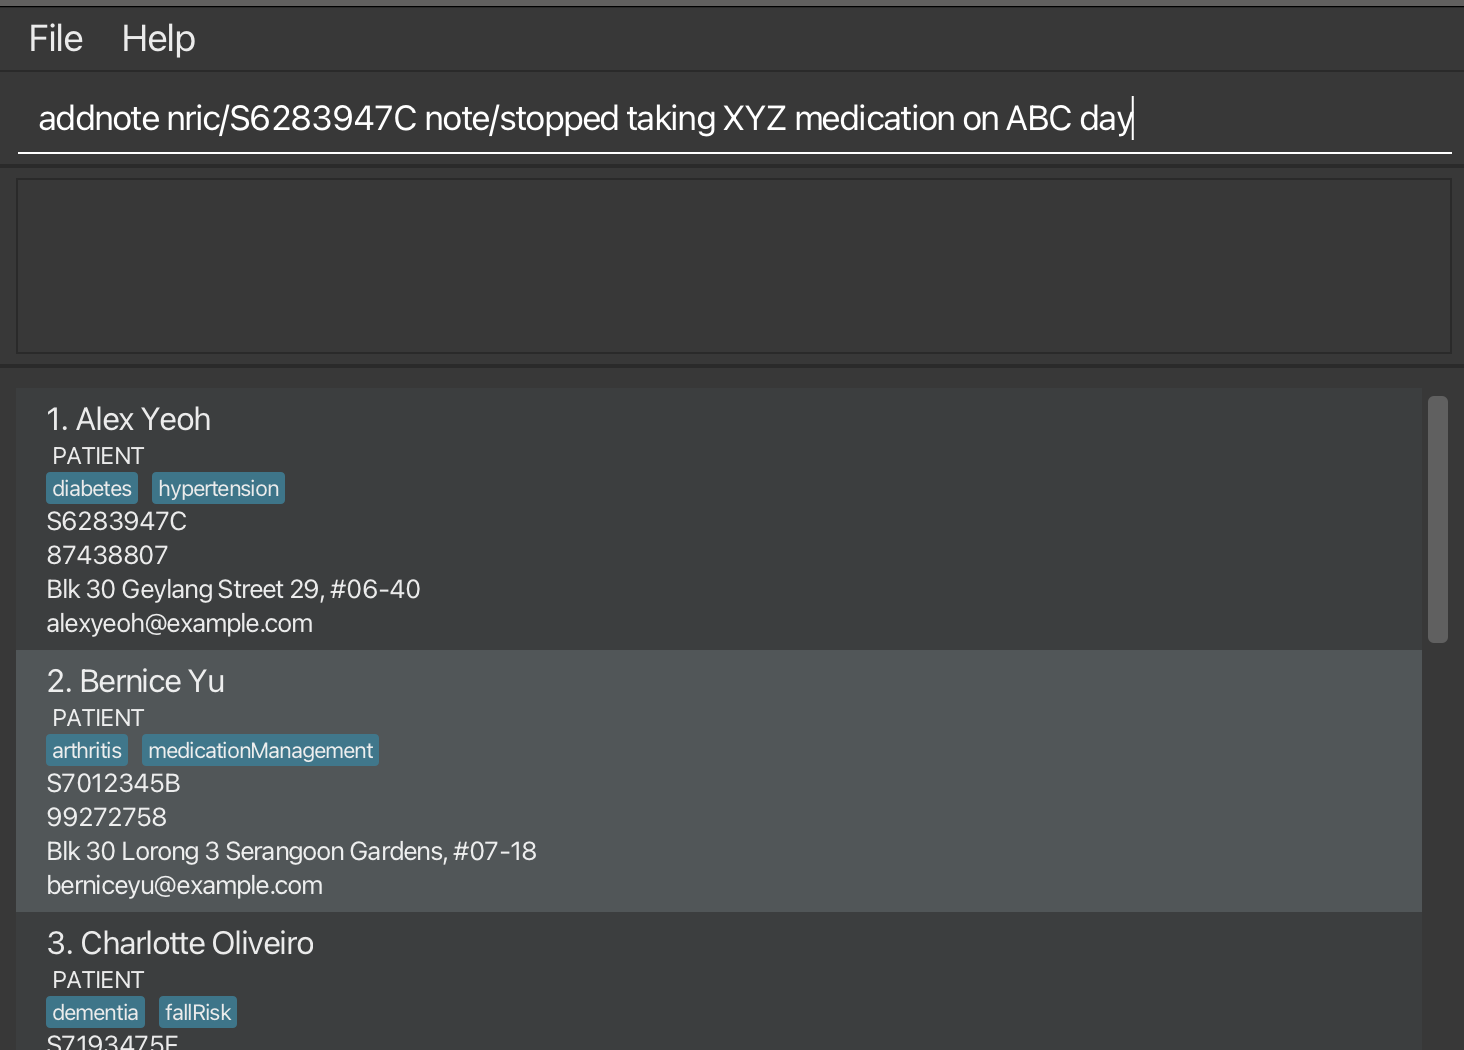 File Help
addnote nric/S6283947C note/stopped taking XYZ medication on ABC day
1. Alex Yeoh
PATIENT
diabetes hypertension
S6283947C
87438807
Blk 30 Geylang Street 29, #06-40
alexyeoh@example.com
2. Bernice Yu
PATIENT
arthritis medicationManagement
S7012345B
99272758
Blk 30 Lorong 3 Serangoon Gardens, #07-18
berniceyu@example.com
3. Charlotte Oliveiro
PATIENT
dementia fallRisk